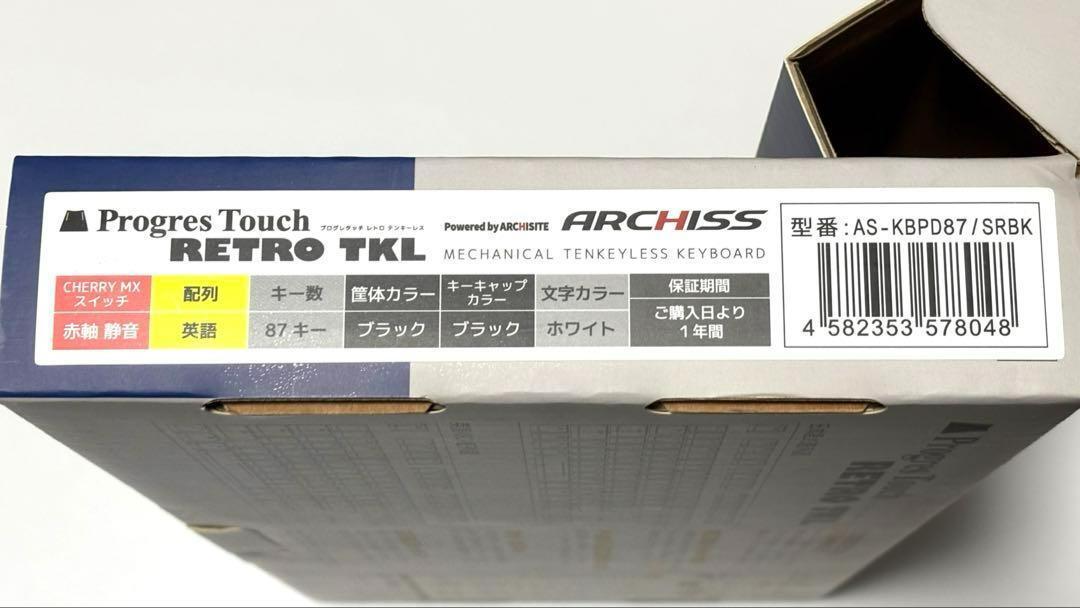 Progres Touch
プログレスタッチ レトロ テンキーレス
RETRO TKL
Powered by ARCHISITE
ARCHISS
MECHANICAL TENKEYLESS KEYBOARD
CHERRY MX
スイッチ
赤軸 静音
配列
英語
キー数
87 キー
筐体カラー
ブラック
キーキャップ
カラー
ブラック
文字カラー
ホワイト
保証期間
ご購入日より
1年間
型番:AS-KBPD87/SRBK
4 582353 578048
Progres Touch
RETRO TKL